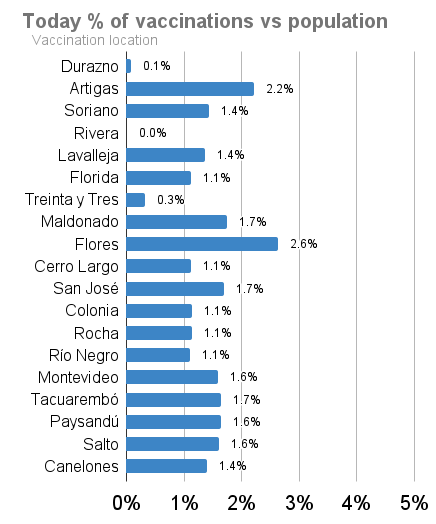 Today % of vaccinations vs population
Vaccination location
Durazno 0.1%
Artigas 2.2%
Soriano 1.4%
Rivera 0.0%
Lavalleja 1.4%
Florida 1.1%
Treinta y Tres 0.3%
Maldonado 1.7%
Flores 2.6%
Cerro Largo 1.1%
San José 1.7%
Colonia 1.1%
Rocha 1.1%
Río Negro 1.1%
Montevideo 1.6%
Tacuarembó 1.7%
Paysandú 1.6%
Salto 1.6%
Canelones 1.4%
0% 1% 2% 3% 4% 5%